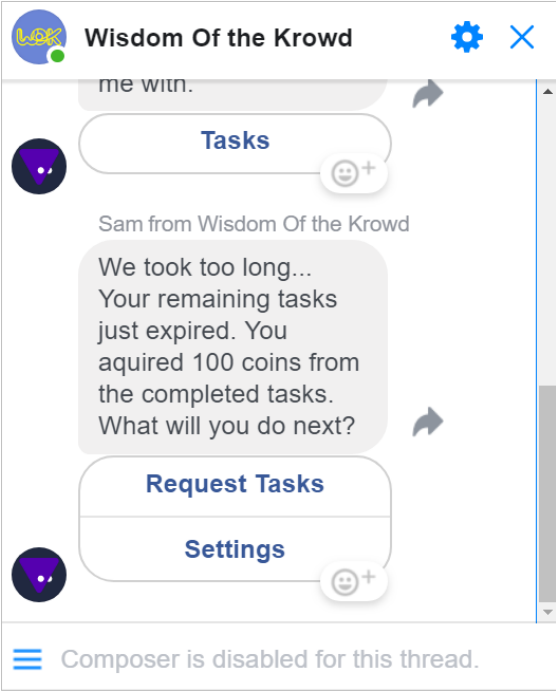 WOK
Wisdom Of the Krowd
me with.
Tasks
Sam from Wisdom Of the Krowd
We took too long...
Your remaining tasks
just expired. You
aquired 100 coins from
the completed tasks.
What will you do next?
Request Tasks
Settings
Composer is disabled for this thread.